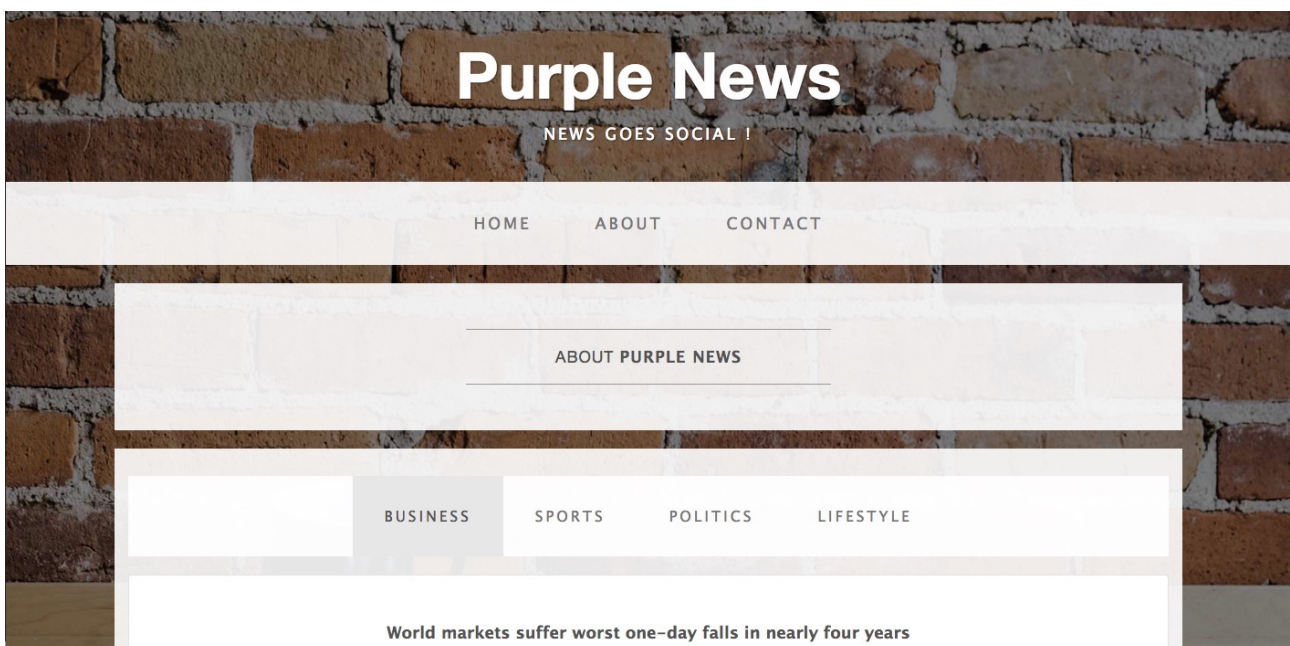 Purple News
NEWS GOES SOCIAL !
HOME ABOUT CONTACT
ABOUT PURPLE NEWS
BUSINESS SPORTS POLITICS LIFESTYLE
World markets suffer worst one-day falls in nearly four years